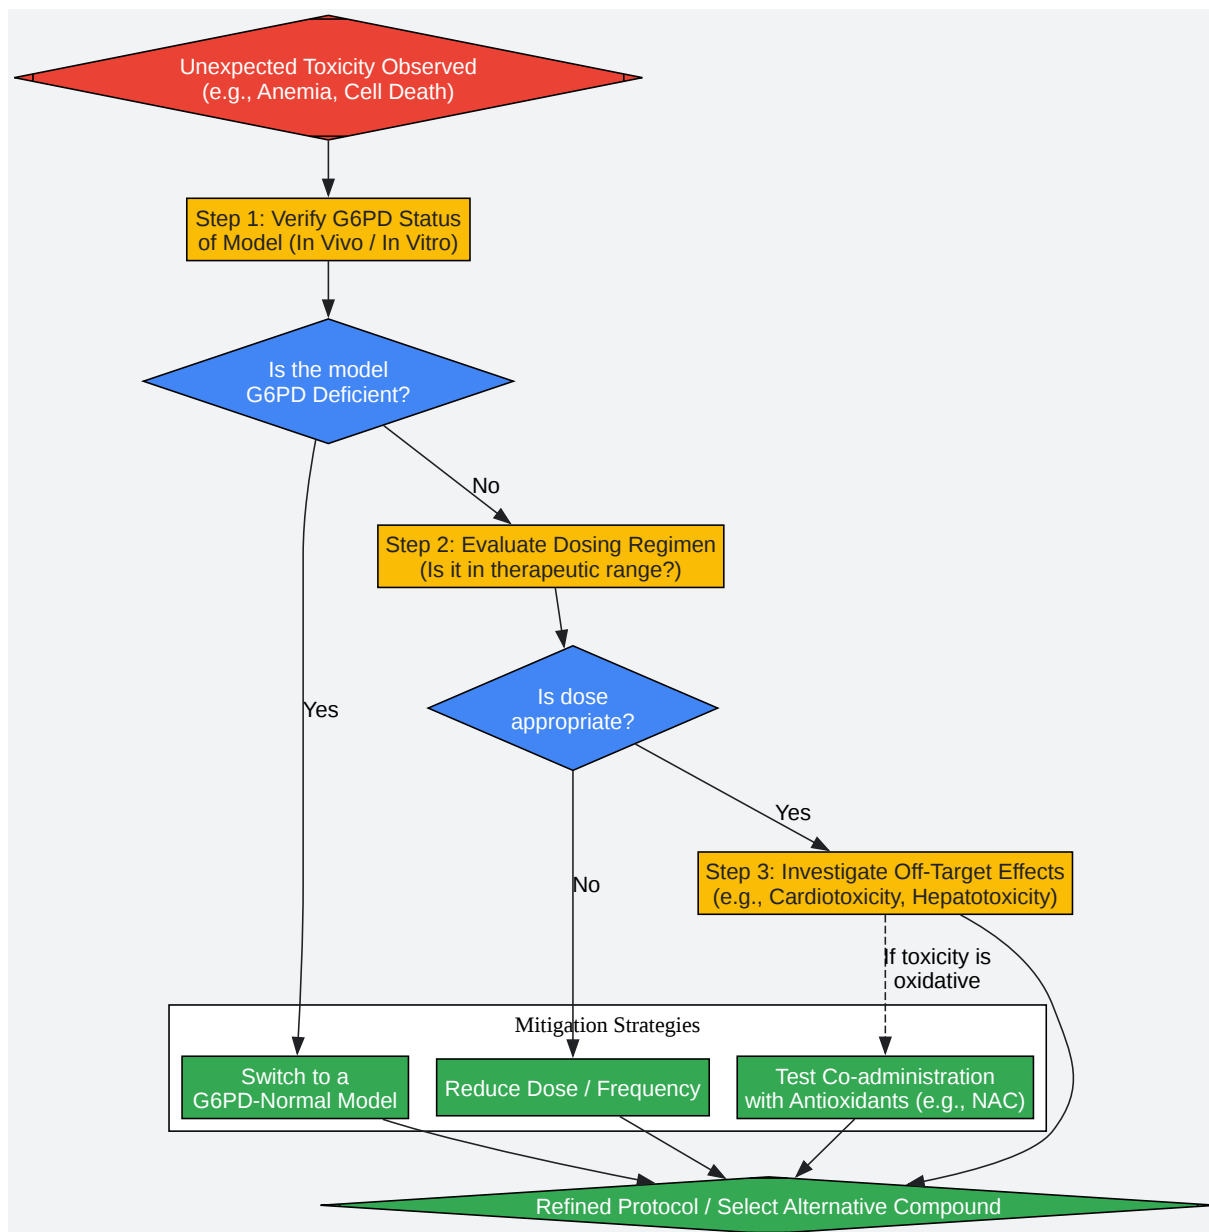 Unexpected Toxicity Observed
(e.g., Anemia, Cell Death)
Step 1: Verify G6PD Status
of Model (In Vivo / In Vitro)
Is the model
G6PD Deficient?
No
Step 2: Evaluate Dosing Regimen
(Is it in therapeutic range?)
Is dose
appropriate?
Yes
Yes
Step 3: Investigate Off-Target Effects
(e.g., Cardiotoxicity, Hepatotoxicity)
No
If toxicity is
oxidative
Mitigation Strategies
Switch to a
G6PD-Normal Model
Reduce Dose / Frequency
Test Co-administration
with Antioxidants (e.g., NAC)
Refined Protocol / Select Alternative Compound